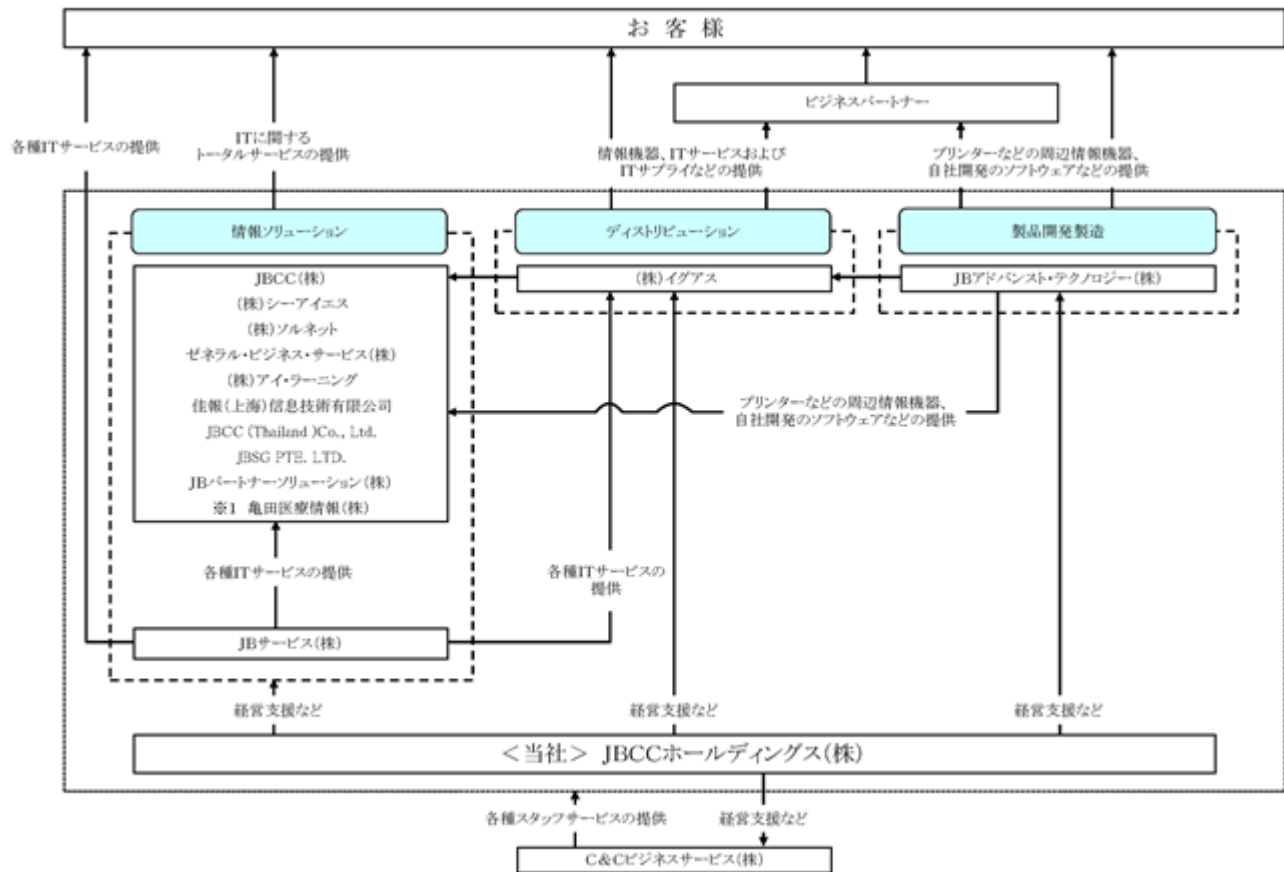 お 客 様
ビジネスパートナー
各種ITサービスの提供
ITに関する
トータルサービスの提供
情報機器、ITサービスおよび
ITサプライなどの提供
プリンターなどの周辺情報機器、
自社開発のソフトウェアなどの提供
情報ソリューション
ディストリビューション
製品開発製造
JBCC(株)
(株)シーアイエス
(株)ソルネット
ゼネラル・ビジネス・サービス(株)
(株)アイ・ラーニング
佳報(上海)信息技術有限公司
JBCC (Thailand )Co., Ltd.
JBSG PTE. LTD.
JBパートナーソリューション(株)
※1 亀田医療情報(株)
(株)イグアス
JBアドバンスト・テクノロジー(株)
プリンターなどの周辺情報機器、
自社開発のソフトウェアなどの提供
各種ITサービスの提供
各種ITサービスの
提供
JBサービス(株)
経営支援など
経営支援など
経営支援など
<当社> JBCCホールディングス(株)
各種スタッフサービスの提供
経営支援など
C&Cビジネスサービス(株)